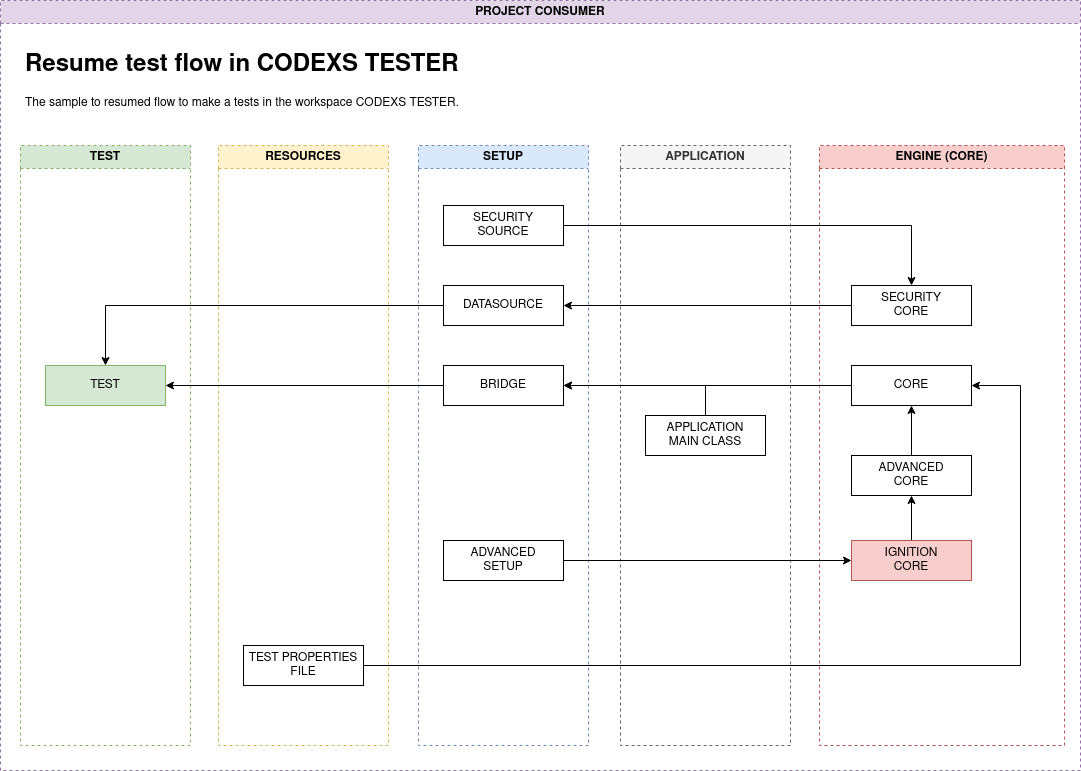 PROJECT CONSUMER
Resume test flow in CODEXS TESTER
The sample to resumed flow to make a tests in the workspace CODEXS TESTER.
TEST
RESOURCES
SETUP
APPLICATION
ENGINE (CORE)
SECURITY
SOURCE
DATASOURCE
SECURITY
CORE
TEST
BRIDGE
CORE
APPLICATION
MAIN CLASS
ADVANCED
CORE
ADVANCED
SETUP
IGNITION
CORE
TEST PROPERTIES
FILE